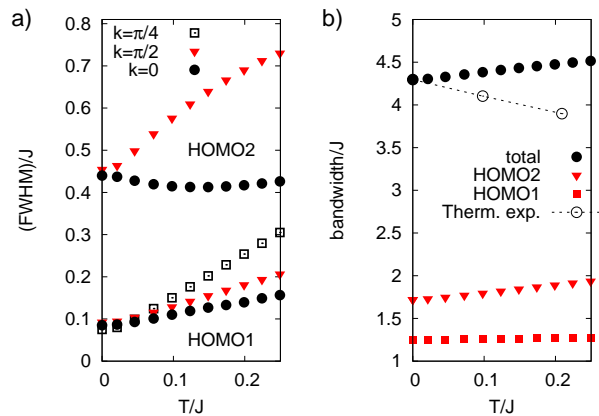 a)
k=π/4
k=π/2
k=0
HOMO2
HOMO1
(FWHM)/J
0.8
0.7
0.6
0.5
0.4
0.3
0.2
0.1
0
0
0.1
0.2
T/J
b)
total
HOMO2
HOMO1
Therm. exp.
bandwidth/J
5
4.5
4
3.5
3
2.5
2
1.5
1
0
0.1
0.2
T/J